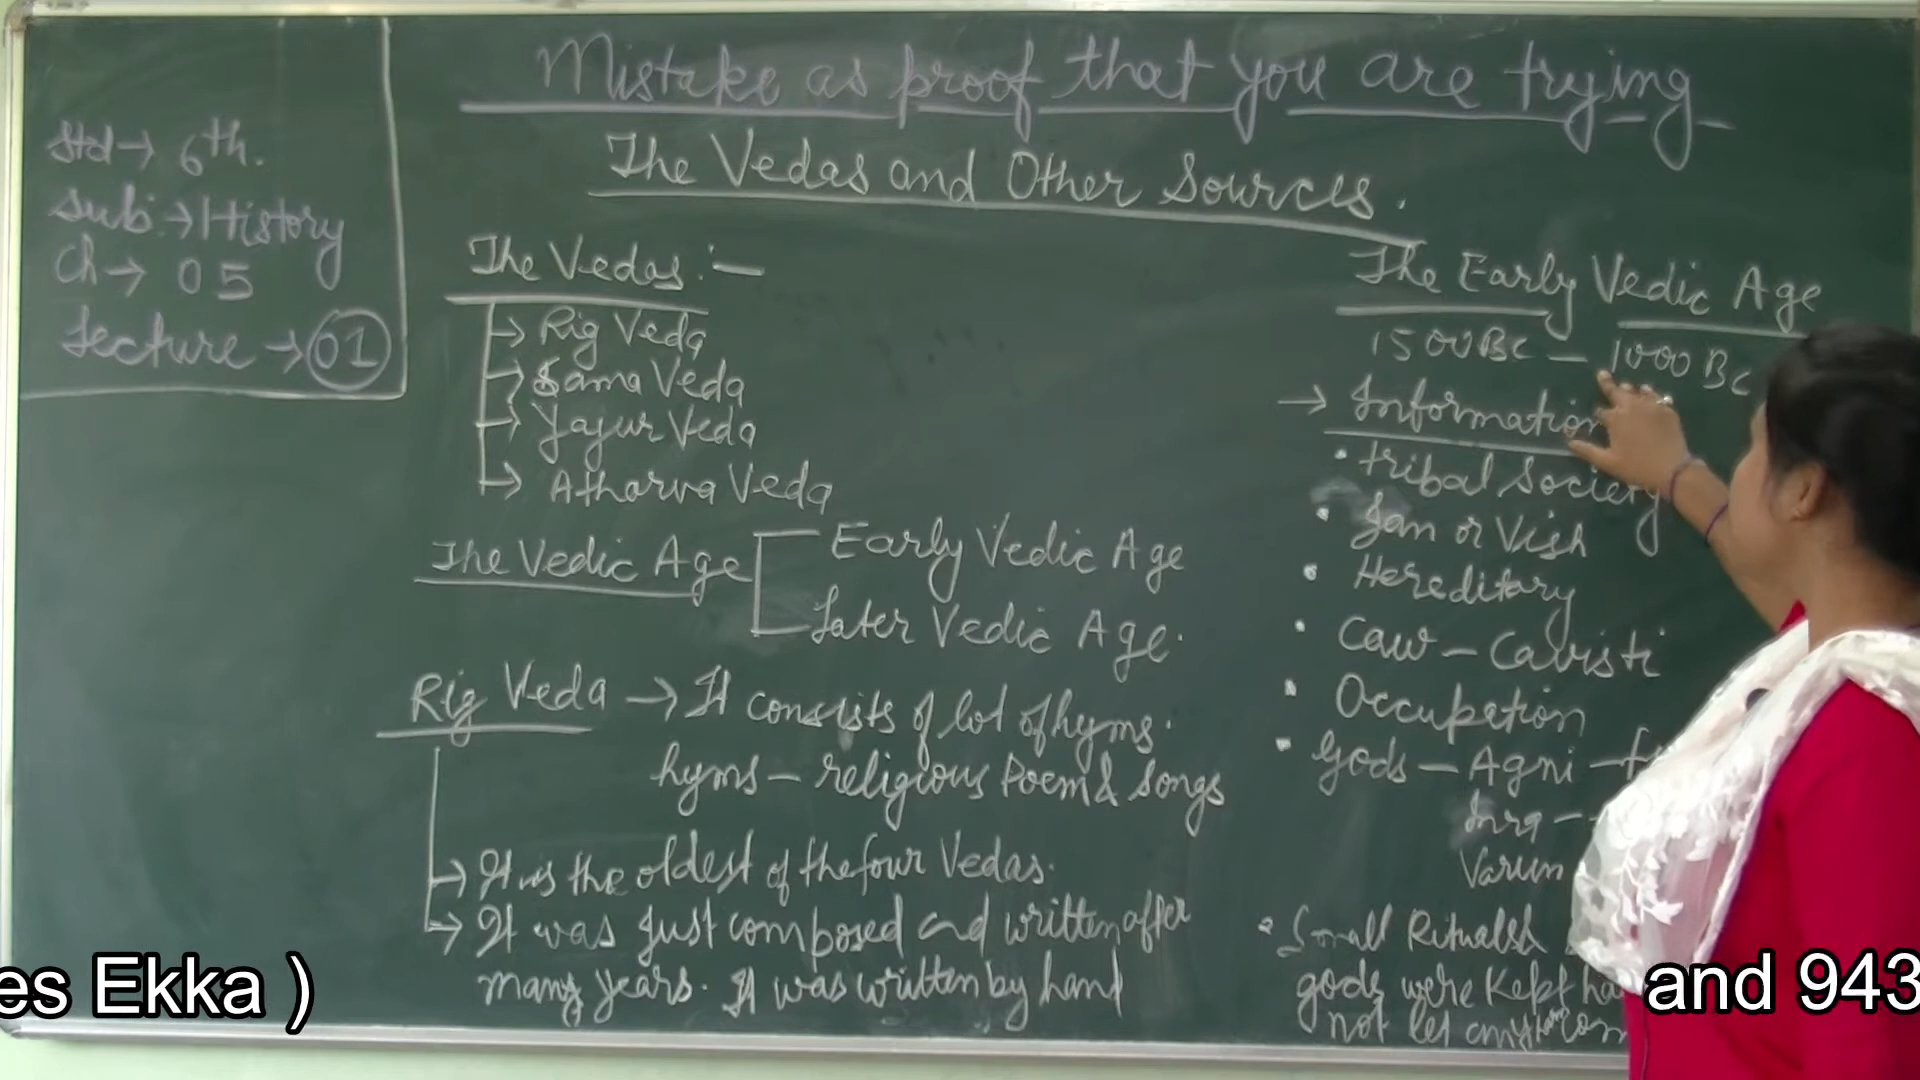 Mistake as proof that you are trying
The Vedas and Other Sources.
Std → 6th.
Sub. → History
Ch → 05
Lecture → 01
The Vedas :-
→ Rig Veda
→ Sama Veda
→ Yajur Veda
→ Atharva Veda
The Vedic Age
Early Vedic Age
Later Vedic Age.
Rig Veda → It consists of lot of hyms.
hyms - religious Poem & songs
→ It is the oldest of the four Vedas.
→ It was just composed and written after
many years. It was written by hand
The Early Vedic Age
1500 BC - 1000 BC
→ Information
• tribal Society
• Jan or Vish
• Hereditary
• Caw - Cavisti
• Occupation
• Gods - Agni -
Inra -
Varun
• Small Rituals
gods were Kept
not let any harm com
es Ekka )
and 943